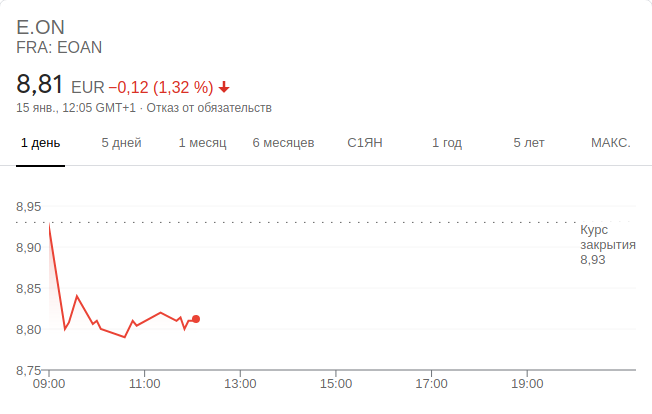 E.ON
FRA: EOAN
8,81 EUR −0,12 (1,32 %)
15 янв., 12:05 GMT+1 · Отказ от обязательств
1 день 5 дней 1 месяц 6 месяцев С1ЯН 1 год 5 лет МАКС.
8,95
Курс
закрытия
8,93
8,90
8,85
8,80
8,75
09:00 11:00 13:00 15:00 17:00 19:00